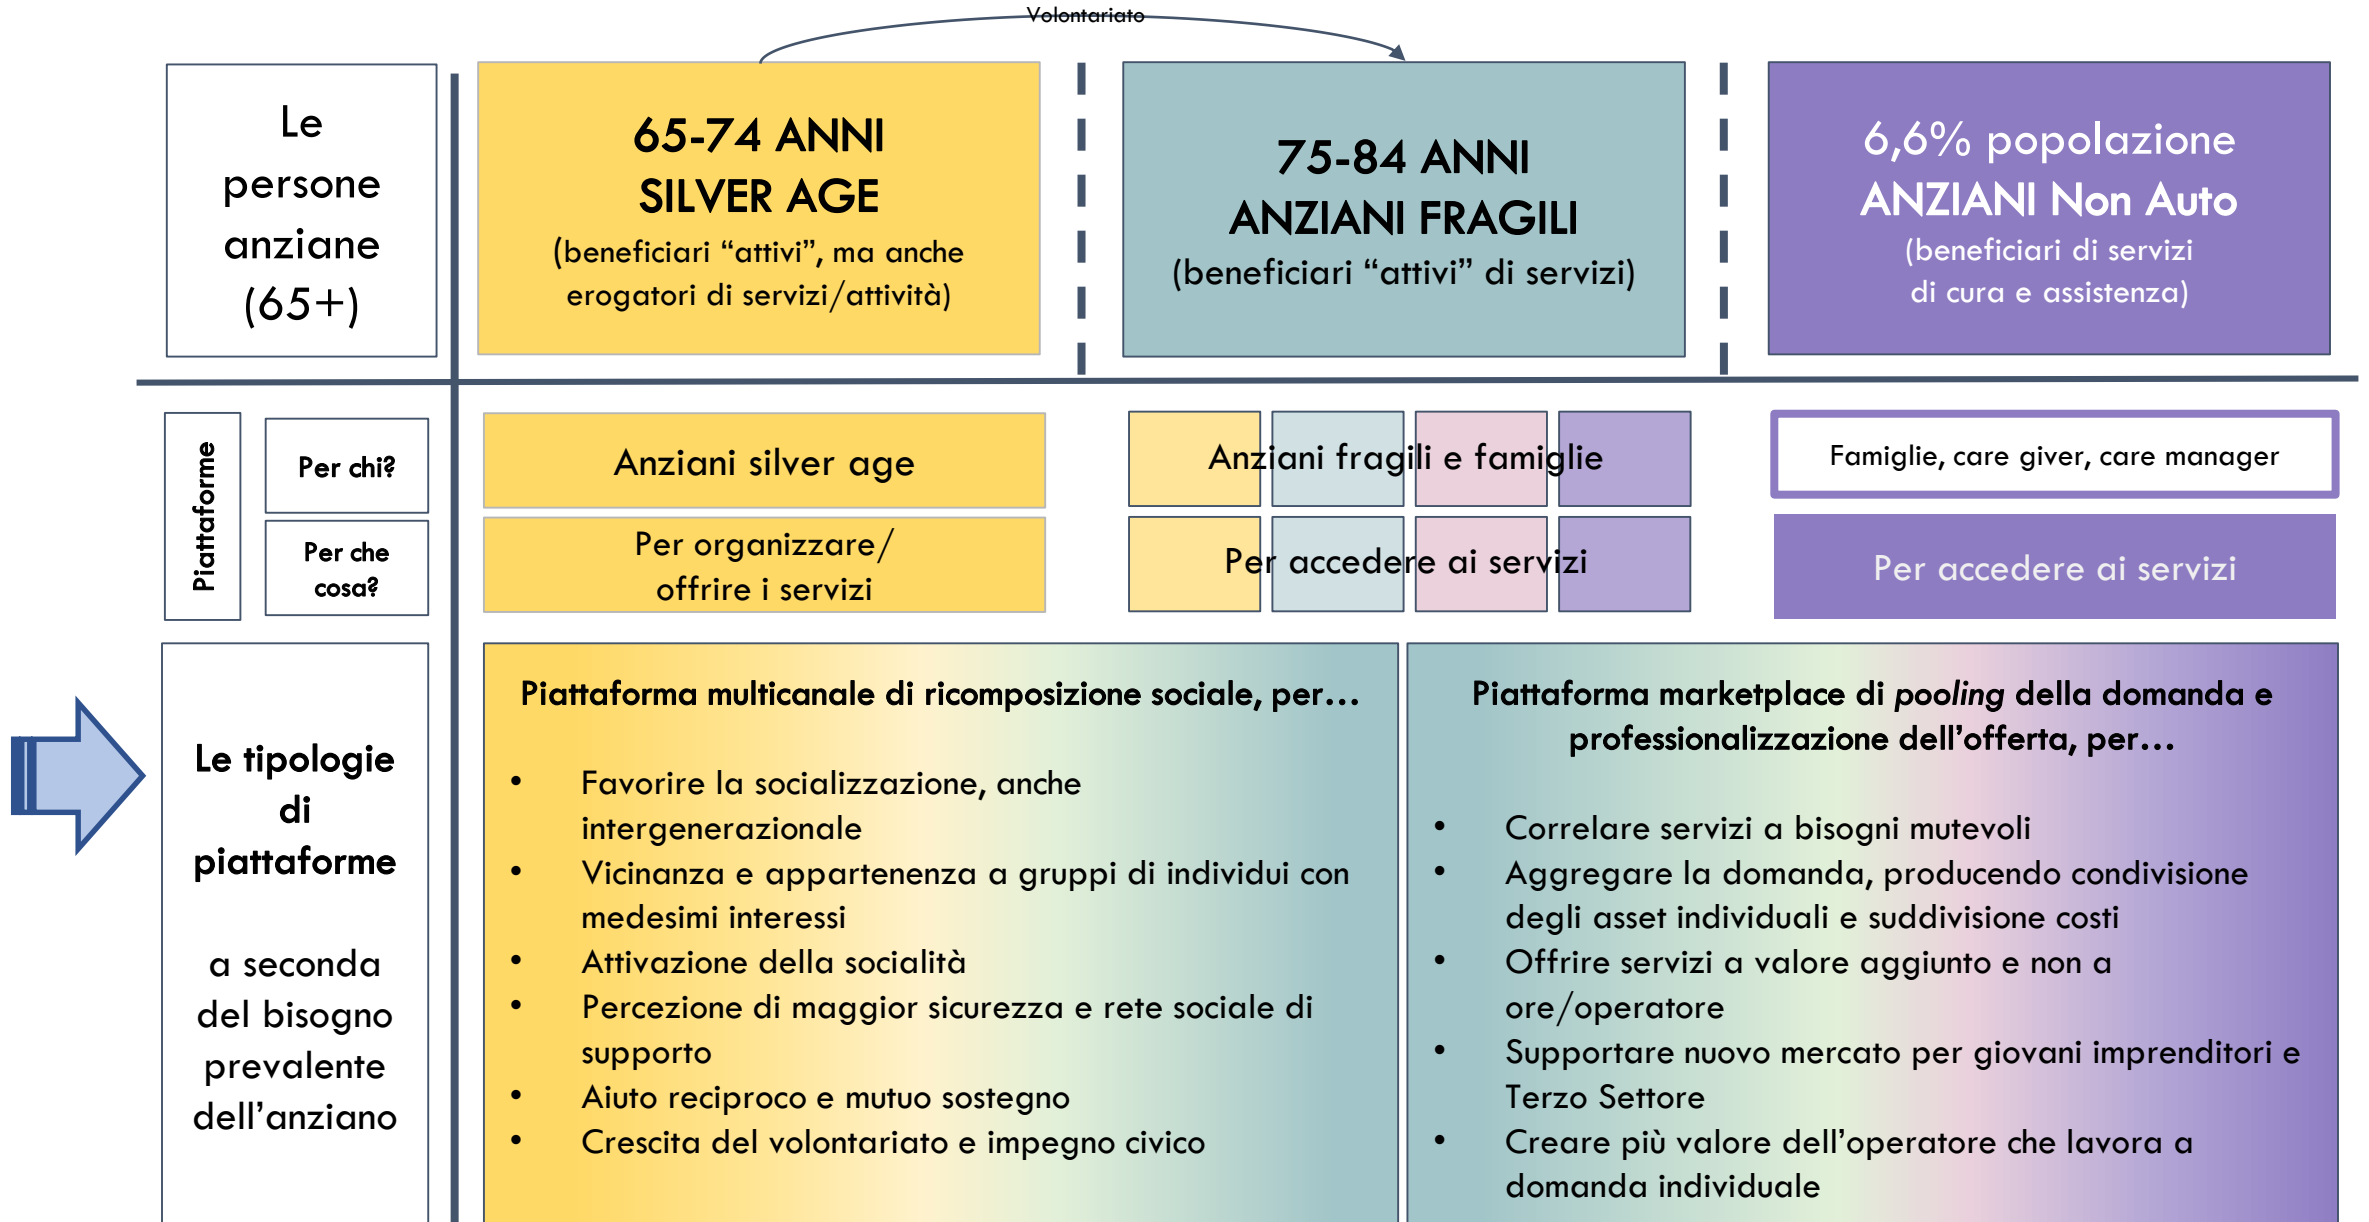 Volontariato
Le
persone
anziane
(65+)
65-74 ANNI
SILVER AGE
(beneficiari “attivi”, ma anche
erogatori di servizi/attività)
75-84 ANNI
ANZIANI FRAGILI
(beneficiari “attivi” di servizi)
6,6% popolazione
ANZIANI Non Auto
(beneficiari di servizi
di cura e assistenza)
Piattaforme
Per chi?
Anziani silver age
Anziani fragili e famiglie
Famiglie, care giver, care manager
Per che
cosa?
Per organizzare/
offrire i servizi
Per accedere ai servizi
Per accedere ai servizi
Le tipologie
di
piattaforme
a seconda
del bisogno
prevalente
dell’anziano
Piattaforma multicanale di ricomposizione sociale, per…
• Favorire la socializzazione, anche
intergenerazionale
• Vicinanza e appartenenza a gruppi di individui con
medesimi interessi
• Attivazione della socialità
• Percezione di maggior sicurezza e rete sociale di
supporto
• Aiuto reciproco e mutuo sostegno
• Crescita del volontariato e impegno civico
Piattaforma marketplace di pooling della domanda e
professionalizzazione dell’offerta, per…
• Correlare servizi a bisogni mutevoli
• Aggregare la domanda, producendo condivisione
degli asset individuali e suddivisione costi
• Offrire servizi a valore aggiunto e non a
ore/operatore
• Supportare nuovo mercato per giovani imprenditori e
Terzo Settore
• Creare più valore dell’operatore che lavora a
domanda individuale